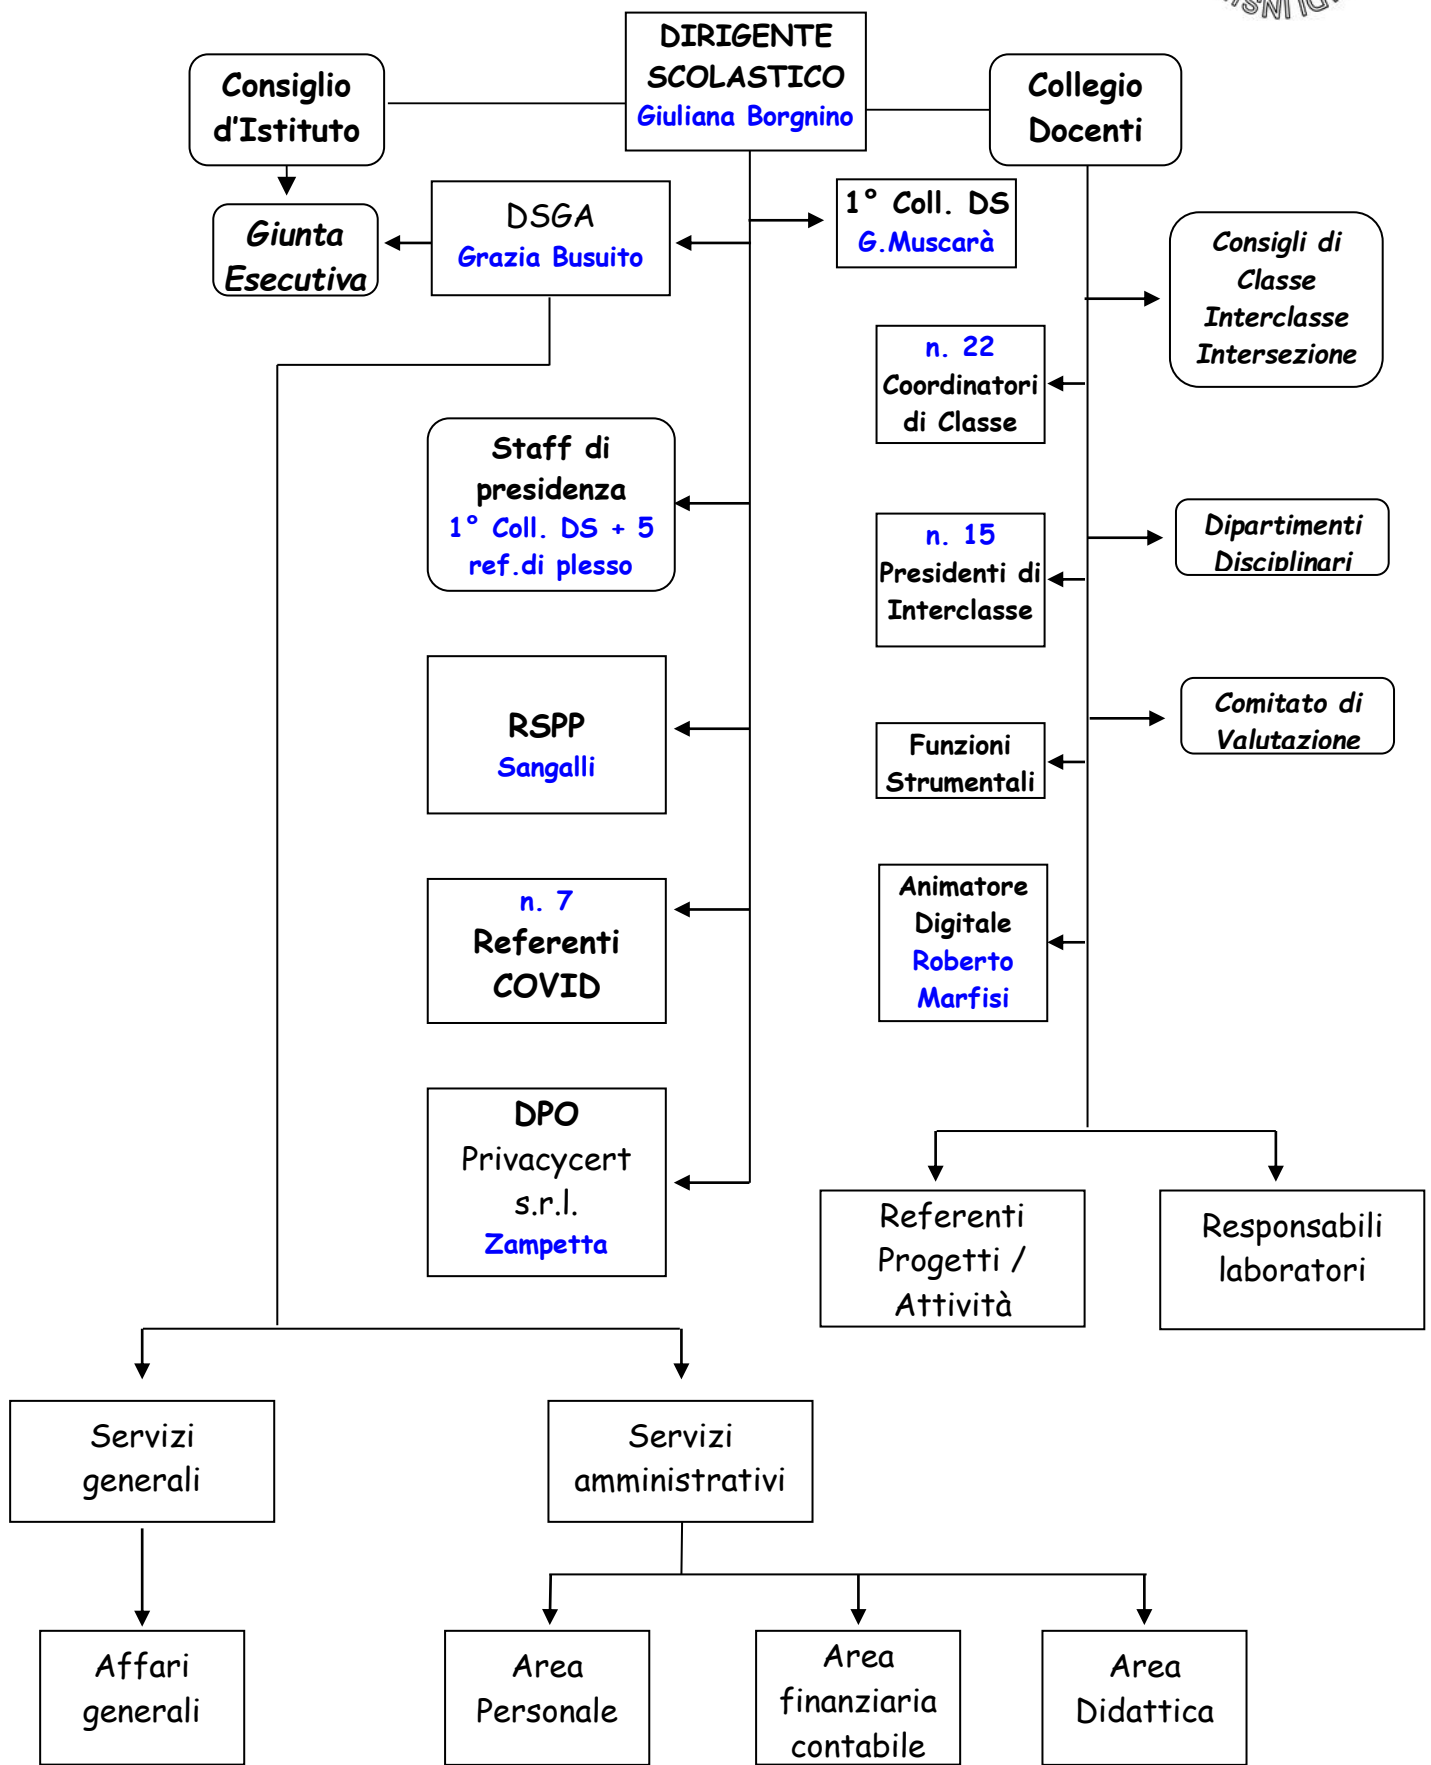 DIRIGENTE
SCOLASTICO
Giuliana Borgnino
Consiglio
d'Istituto
Collegio
Docenti
Giunta
Esecutiva
DSGA
Grazia Busuito
1° Coll. DS
G.Muscarà
Consigli di
Classe
Interclasse
Intersezione
n. 22
Coordinatori
di Classe
Staff di
presidenza
1° Coll. DS + 5
ref.di plesso
n. 15
Presidenti di
Interclasse
Dipartimenti
Disciplinari
RSPP
Sangalli
Funzioni
Strumentali
Comitato di
Valutazione
n. 7
Referenti
COVID
Animatore
Digitale
Roberto
Marfisi
DPO
Privacycert
s.r.l.
Zampetta
Referenti
Progetti /
Attività
Responsabili
laboratori
Servizi
generali
Servizi
amministrativi
Affari
generali
Area
Personale
Area
finanziaria
contabile
Area
Didattica